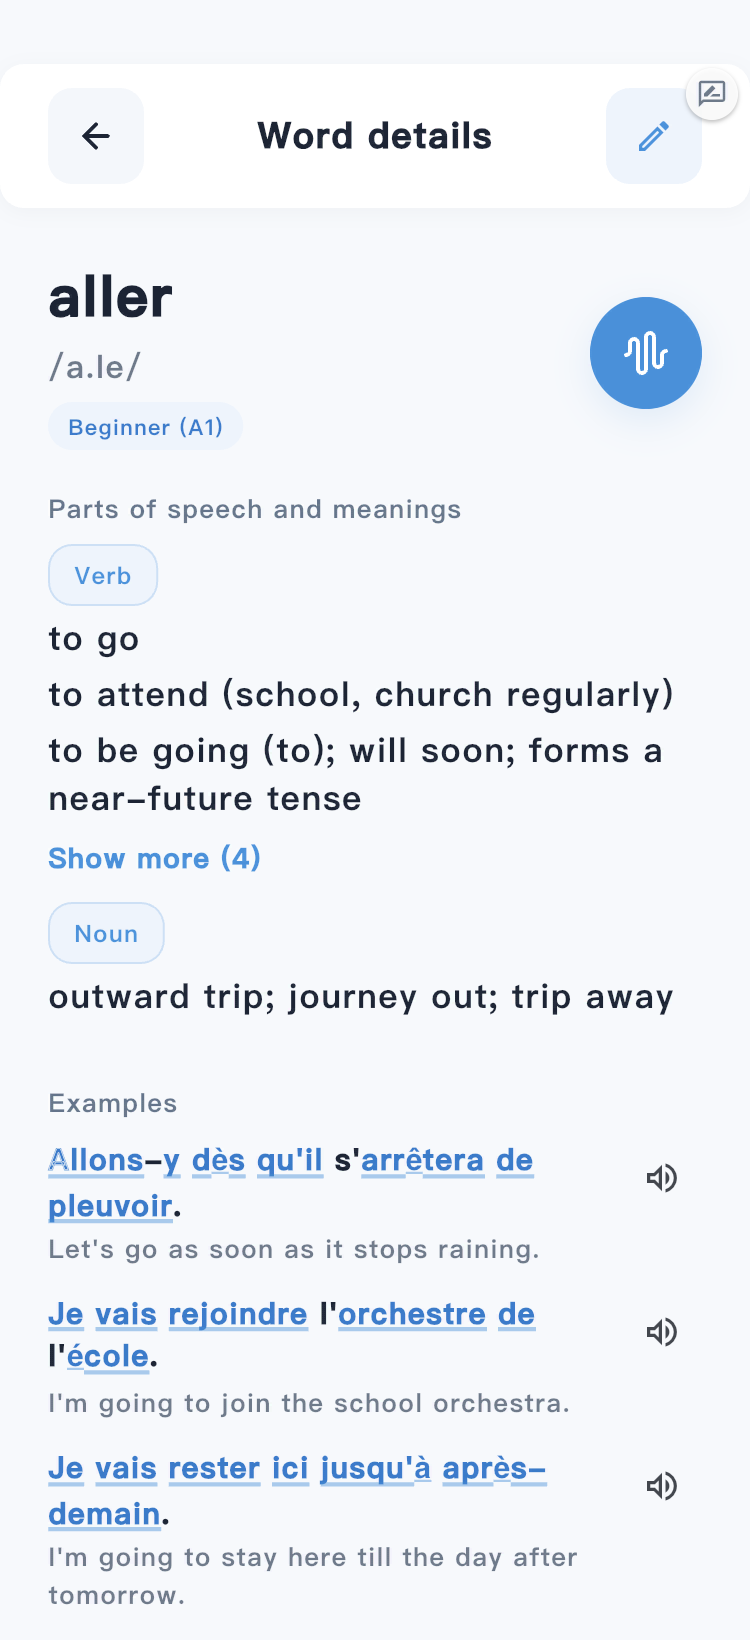 Word details
aller
/a.le/
Beginner (A1)
Parts of speech and meanings
Verb
to go
to attend (school, church regularly)
to be going (to); will soon; forms a
near-future tense
Show more (4)
Noun
outward trip; journey out; trip away
Examples
Allons-y dès qu'il s'arrêtera de
pleuvoir.
Let's go as soon as it stops raining.
Je vais rejoindre l'orchestre de
l'école.
I'm going to join the school orchestra.
Je vais rester ici jusqu'à après-
demain.
I'm going to stay here till the day after
tomorrow.